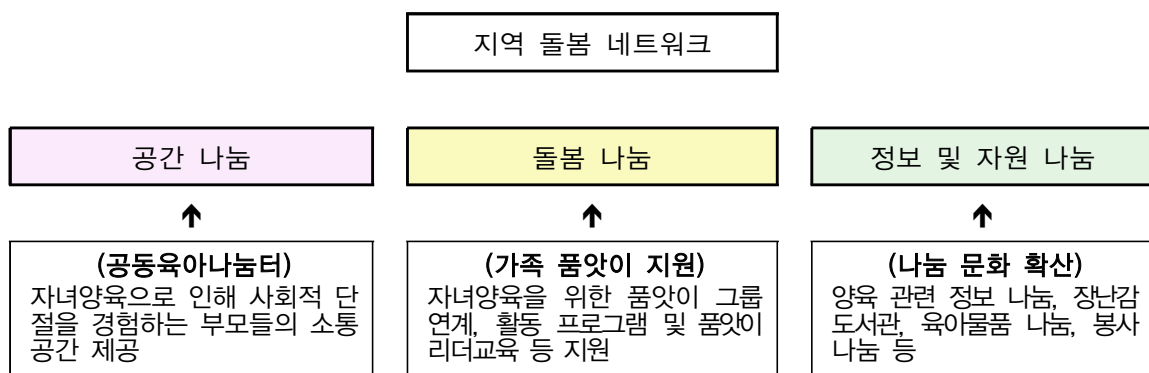 지역 돌봄 네트워크
공간 나눔
돌봄 나눔
정보 및 자원 나눔
(공동육아나눔터)
자녀양육으로 인해 사회적 단
절을 경험하는 부모들의 소통
공간 제공
(가족 품앗이 지원)
자녀양육을 위한 품앗이 그룹
연계, 활동 프로그램 및 품앗이
리더교육 등 지원
(나눔 문화 확산)
양육 관련 정보 나눔, 장난감
도서관, 육아물품 나눔, 봉사
나눔 등